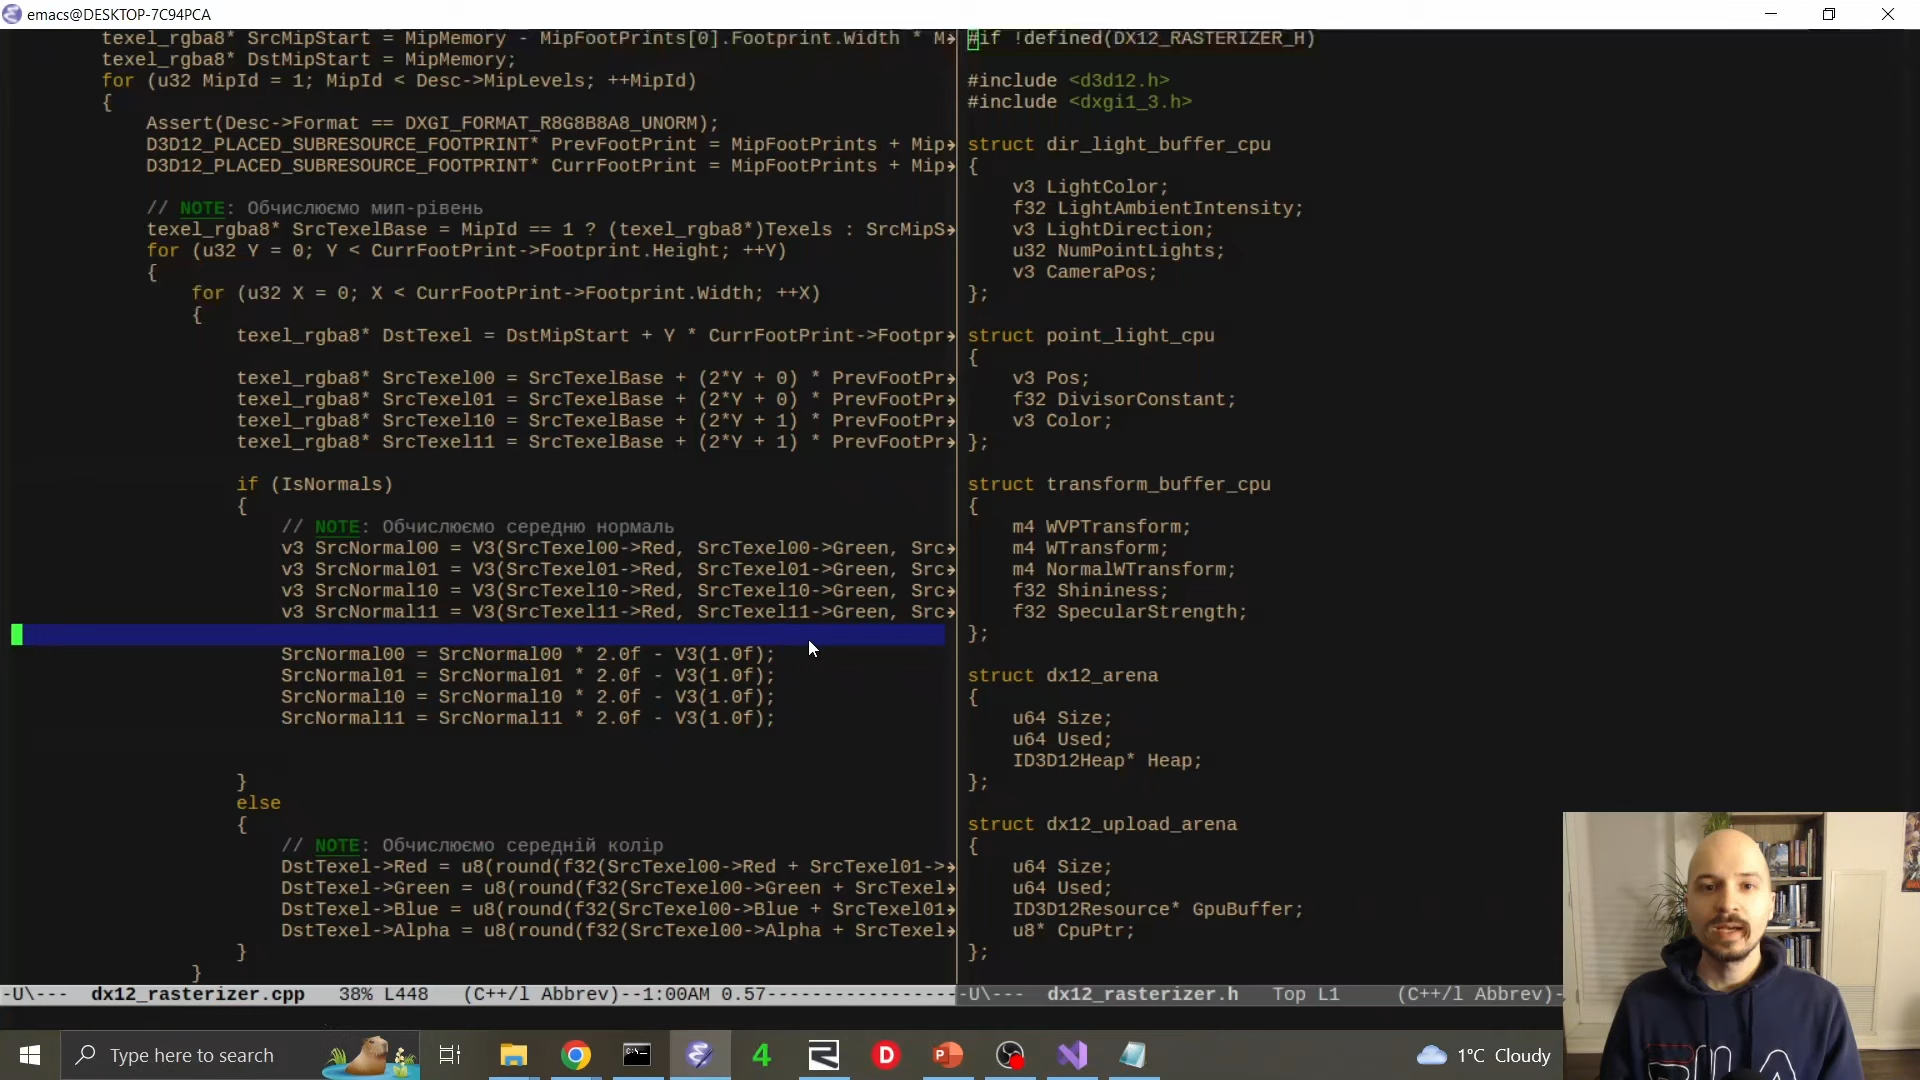 emacs@DESKTOP-7C94PCA
texel_rgba8* SrcMipStart = MipMemory - MipFootPrints[0].Footprint.Width * M
texel_rgba8* DstMipStart = MipMemory;
for (u32 MipId = 1; MipId < Desc->MipLevels; ++MipId)
{
Assert(Desc->Format == DXGI_FORMAT_R8G8B8A8_UNORM);
D3D12_PLACED_SUBRESOURCE_FOOTPRINT* PrevFootPrint = MipFootPrints + Mip
D3D12_PLACED_SUBRESOURCE_FOOTPRINT* CurrFootPrint = MipFootPrints + Mip
// NOTE: Обчислюємо мип-рівень
texel_rgba8* SrcTexelBase = MipId == 1 ? (texel_rgba8*)Texels : SrcMipS
for (u32 Y = 0; Y < CurrFootPrint->Footprint.Height; ++Y)
{
for (u32 X = 0; X < CurrFootPrint->Footprint.Width; ++X)
{
texel_rgba8* DstTexel = DstMipStart + Y * CurrFootPrint->Footpr
texel_rgba8* SrcTexel00 = SrcTexelBase + (2*Y + 0) * PrevFootPr
texel_rgba8* SrcTexel01 = SrcTexelBase + (2*Y + 0) * PrevFootPr
texel_rgba8* SrcTexel10 = SrcTexelBase + (2*Y + 1) * PrevFootPr
texel_rgba8* SrcTexel11 = SrcTexelBase + (2*Y + 1) * PrevFootPr
if (IsNormals)
{
// NOTE: Обчислюємо середню нормаль
v3 SrcNormal00 = V3(SrcTexel00->Red, SrcTexel00->Green, Src
v3 SrcNormal01 = V3(SrcTexel01->Red, SrcTexel01->Green, Src
v3 SrcNormal10 = V3(SrcTexel10->Red, SrcTexel10->Green, Src
v3 SrcNormal11 = V3(SrcTexel11->Red, SrcTexel11->Green, Src
SrcNormal00 = SrcNormal00 * 2.0f - V3(1.0f);
SrcNormal01 = SrcNormal01 * 2.0f - V3(1.0f);
SrcNormal10 = SrcNormal10 * 2.0f - V3(1.0f);
SrcNormal11 = SrcNormal11 * 2.0f - V3(1.0f);
}
else
{
// NOTE: Обчислюємо середній колір
DstTexel->Red = u8(round(f32(SrcTexel00->Red + SrcTexel01->
DstTexel->Green = u8(round(f32(SrcTexel00->Green + SrcTexel
DstTexel->Blue = u8(round(f32(SrcTexel00->Blue + SrcTexel01
DstTexel->Alpha = u8(round(f32(SrcTexel00->Alpha + SrcTexel
}
}
-U\--- dx12_rasterizer.cpp 38% L448 (C++/l Abbrev)--1:00AM 0.57-----------------
#if !defined(DX12_RASTERIZER_H)
#include <d3d12.h>
#include <dxgi1_3.h>
struct dir_light_buffer_cpu
{
v3 LightColor;
f32 LightAmbientIntensity;
v3 LightDirection;
u32 NumPointLights;
v3 CameraPos;
};
struct point_light_cpu
{
v3 Pos;
f32 DivisorConstant;
v3 Color;
};
struct transform_buffer_cpu
{
m4 WVPTransform;
m4 WTransform;
m4 NormalWTransform;
f32 Shininess;
f32 SpecularStrength;
};
struct dx12_arena
{
u64 Size;
u64 Used;
ID3D12Heap* Heap;
};
struct dx12_upload_arena
{
u64 Size;
u64 Used;
ID3D12Resource* GpuBuffer;
u8* CpuPtr;
};
-U\--- dx12_rasterizer.h Top L1 (C++/l Abbrev)-
Type here to search
4
D
1°C Cloudy